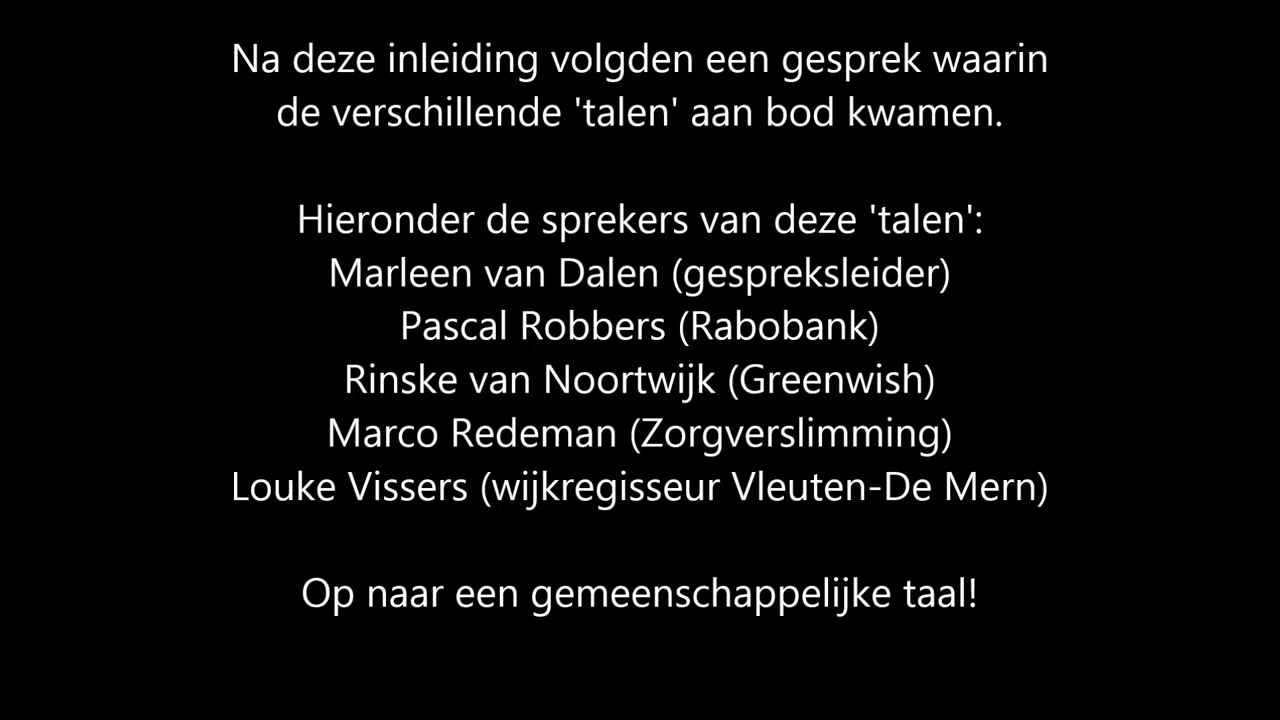 Na deze inleiding volgden een gesprek waarin
de verschillende 'talen' aan bod kwamen.
Hieronder de sprekers van deze 'talen':
Marleen van Dalen (gespreksleider)
Pascal Robbers (Rabobank)
Rinske van Noortwijk (Greenwish)
Marco Redeman (Zorgverslimming)
Louke Vissers (wijkregisseur Vleuten-De Mern)
Op naar een gemeenschappelijke taal!